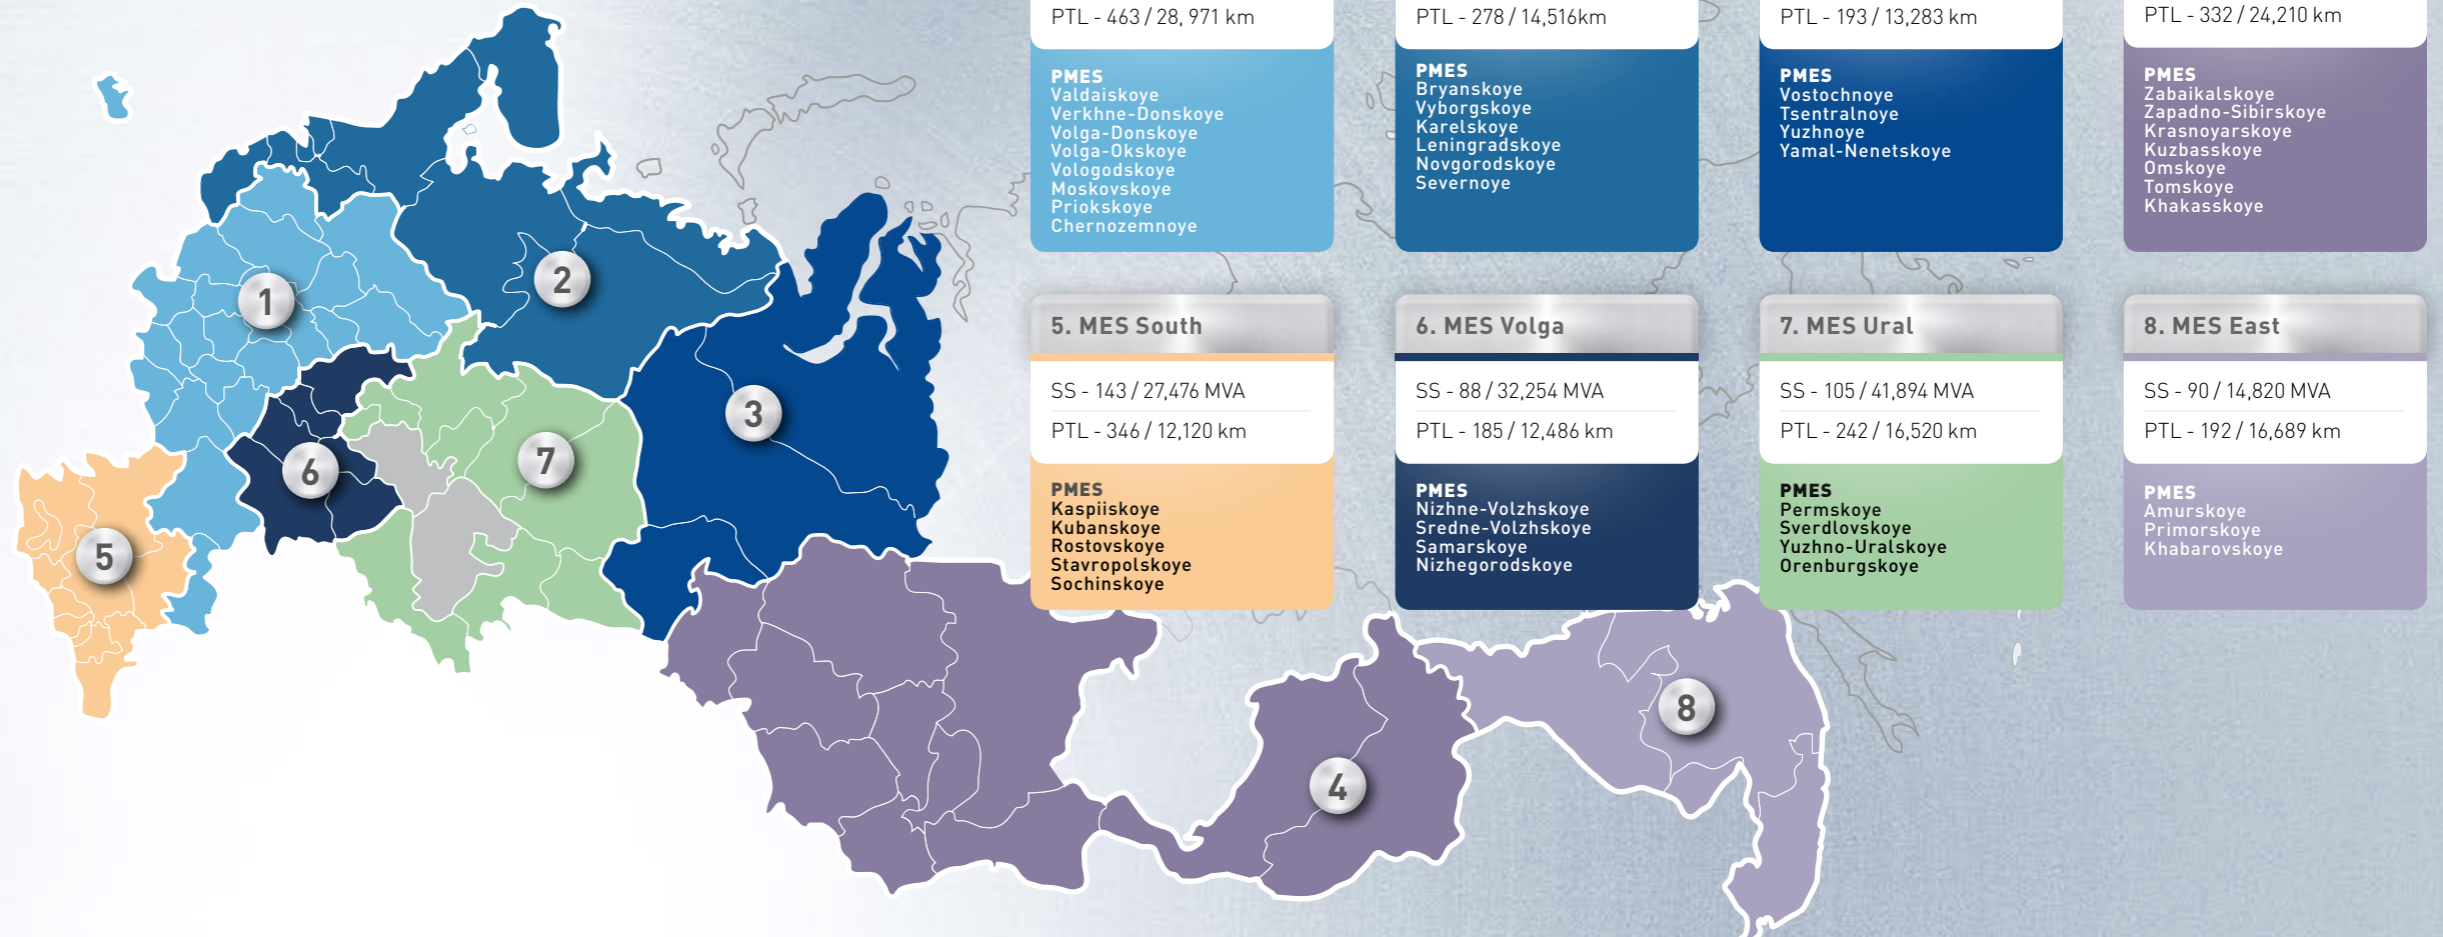 PTL - 463 / 28, 971 km
PMES
Valdaiskoye
Verkhne-Donskoye
Volga-Donskoye
Volga-Okskoye
Vologodskoye
Moskovskoye
Priokskoye
Chernozemnoye
PTL - 278 / 14,516km
PMES
Bryanskoye
Vyborgskoye
Karelskoye
Leningradskoye
Novgorodskoye
Severnoye
PTL - 193 / 13,283 km
PMES
Vostochnoye
Tsentralnoye
Yuzhnoye
Yamal-Nenetskoye
PTL - 332 / 24,210 km
PMES
Zabaikalskoye
Zapadno-Sibirskoye
Krasnoyarskoye
Kuzbasskoye
Omskoye
Tomskoye
Khakasskoye
5. MES South
SS - 143 / 27,476 MVA
PTL - 346 / 12,120 km
PMES
Kaspiiskoye
Kubanskoye
Rostovskoye
Stavropolskoye
Sochinskoye
6. MES Volga
SS - 88 / 32,254 MVA
PTL - 185 / 12,486 km
PMES
Nizhne-Volzhskoye
Sredne-Volzhskoye
Samarskoye
Nizhegorodskoye
7. MES Ural
SS - 105 / 41,894 MVA
PTL - 242 / 16,520 km
PMES
Permskoye
Sverdlovskoye
Yuzhno-Uralskoye
Orenburgskoye
8. MES East
SS - 90 / 14,820 MVA
PTL - 192 / 16,689 km
PMES
Amurskoye
Primorskoye
Khabarovskoye
1
2
3
4
5
6
7
8